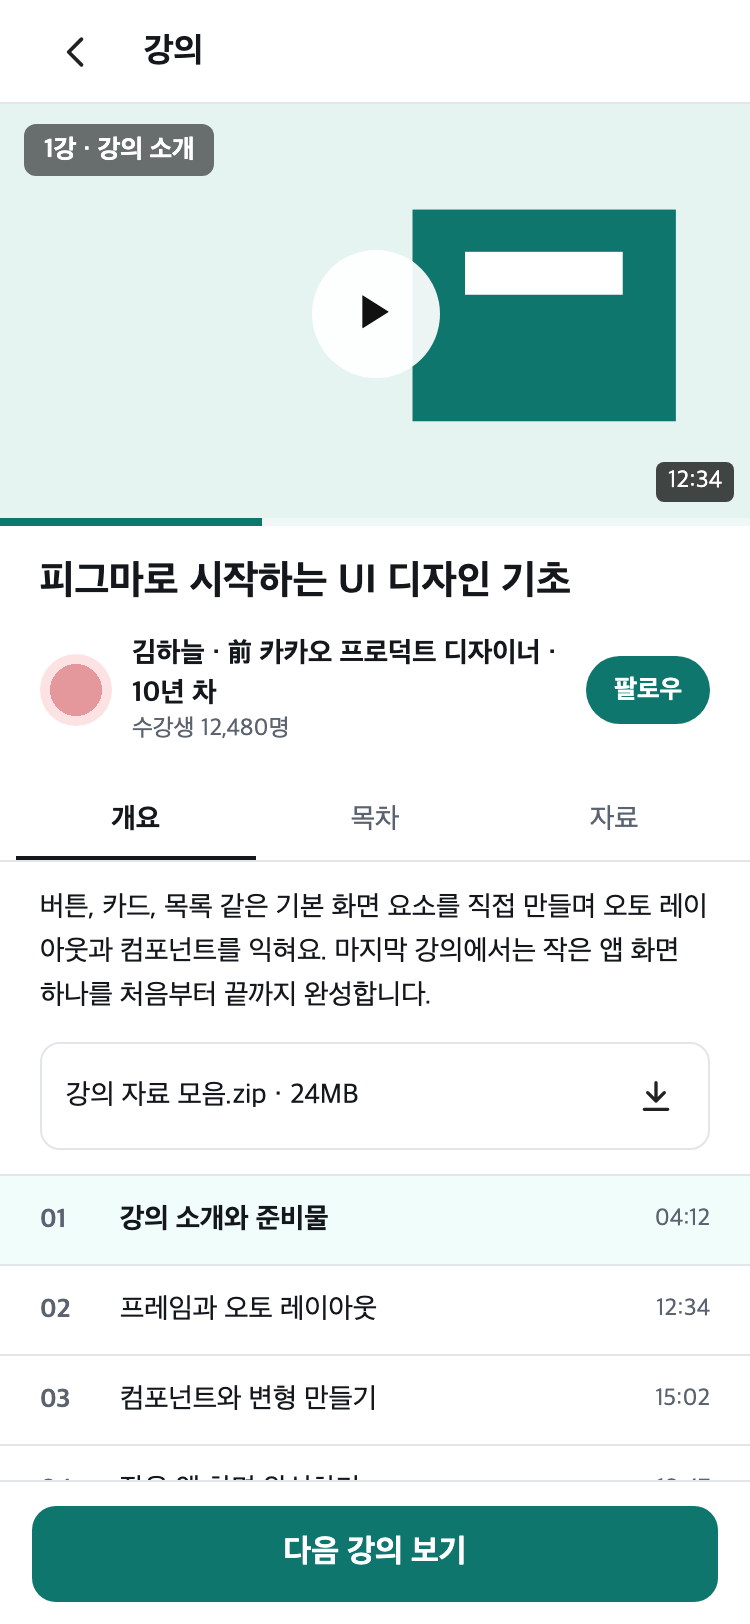 강의
1강 · 강의 소개
12:34
피그마로 시작하는 UI 디자인 기초
김하늘 · 前 카카오 프로덕트 디자이너 ·
10년 차
수강생 12,480명
팔로우
개요
목차
자료
버튼, 카드, 목록 같은 기본 화면 요소를 직접 만들며 오토 레이
아웃과 컴포넌트를 익혀요. 마지막 강의에서는 작은 앱 화면
하나를 처음부터 끝까지 완성합니다.
강의 자료 모음.zip · 24MB
01 강의 소개와 준비물 04:12
02 프레임과 오토 레이아웃 12:34
03 컴포넌트와 변형 만들기 15:02
다음 강의 보기